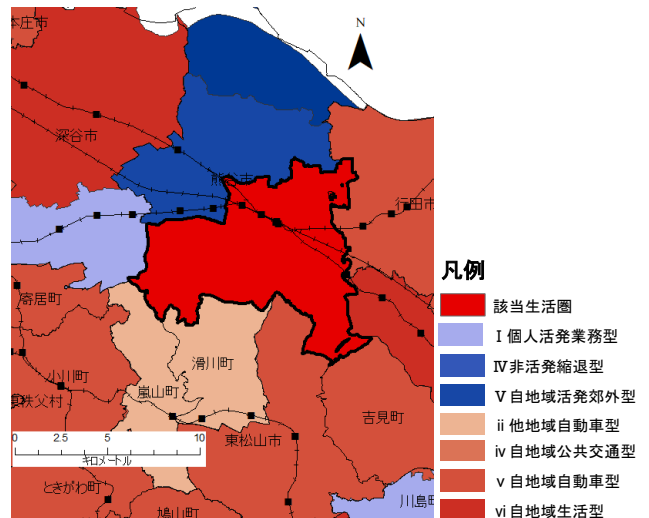 本庄市
N
深谷市
熊谷市
行田市
寄居町
小川町
滑川町
嵐山町
秩父村
吉見町
0 2.5 5 10
キロメートル
東松山市
ときがわ町
鳩山町
川島町
凡例
該当生活圏
Ⅰ個人活発業務型
Ⅳ非活発縮退型
Ⅴ自地域活発郊外型
ⅱ他地域自動車型
ⅳ自地域公共交通型
ⅴ自地域自動車型
ⅵ自地域生活型